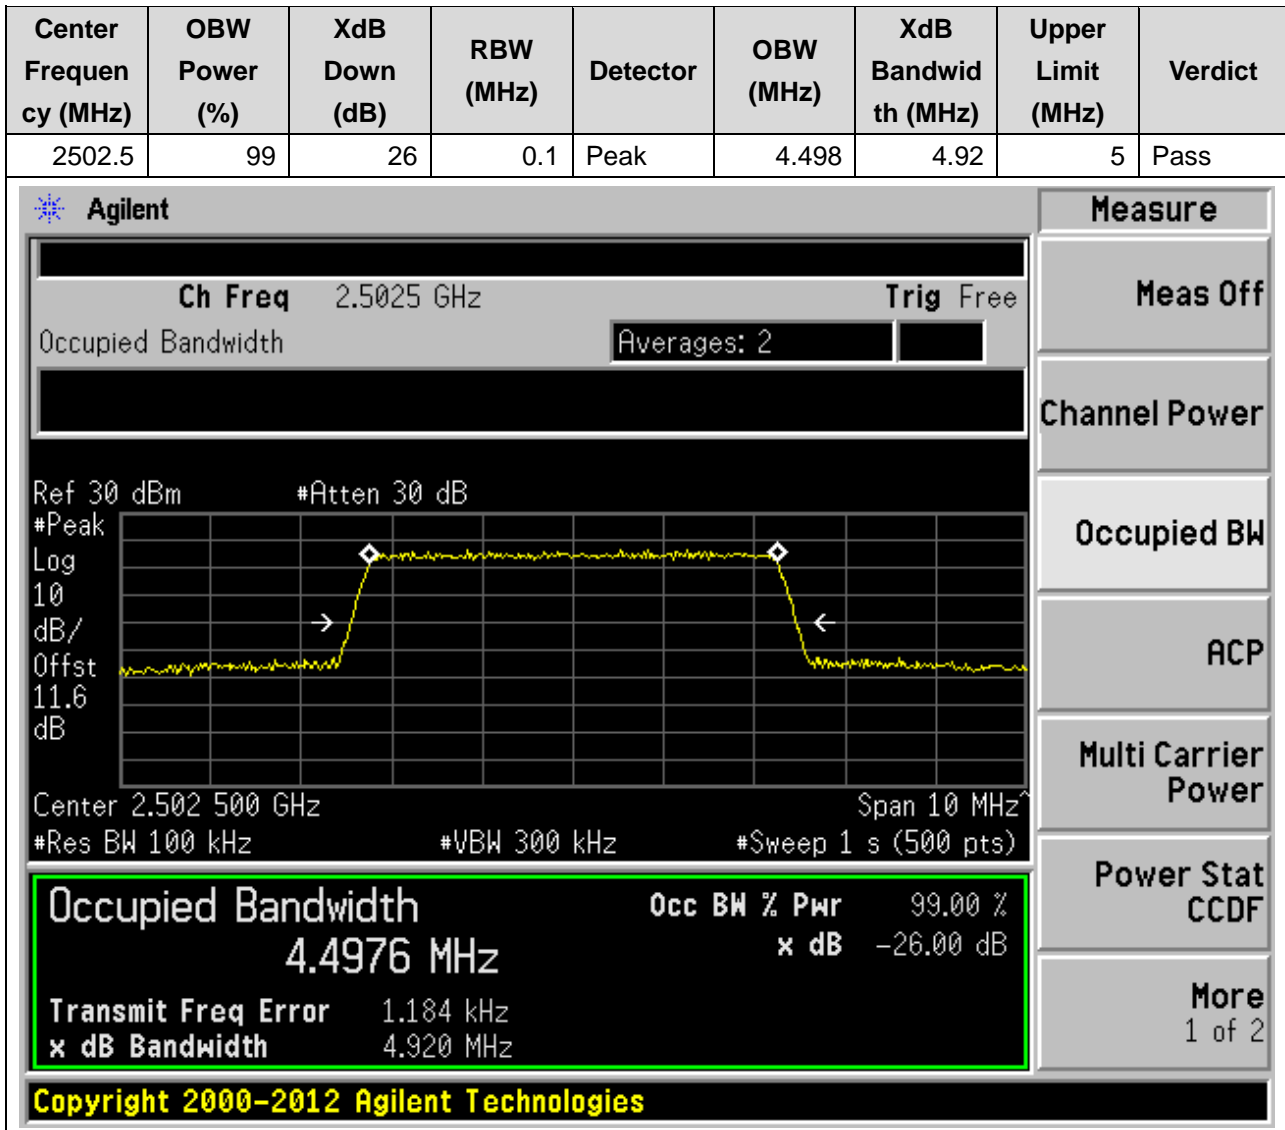 Center Frequen cy (MHz) | OBW Power (%) | XdB Down (dB) | RBW (MHz) | Detector | OBW (MHz) | XdB Bandwid th (MHz) | Upper Limit (MHz) | Verdict
2502.5 | 99 | 26 | 0.1 | Peak | 4.498 | 4.92 | 5 | Pass
Agilent
Measure
Ch Freq 2.5025 GHz Trig Free
Meas Off
Occupied Bandwidth Averages: 2
Channel Power
Ref 30 dBm #Atten 30 dB
#Peak
Log
10
dB/
Offst
11.6
dB
Occupied BW
ACP
Multi Carrier
Power
Center 2.502 500 GHz Span 10 MHz^
#Res BW 100 kHz #VBW 300 kHz #Sweep 1 s (500 pts)
Power Stat
CCDF
Occupied Bandwidth Occ BW % Pwr 99.00 %
4.4976 MHz x dB -26.00 dB
Transmit Freq Error 1.184 kHz
x dB Bandwidth 4.920 MHz
More
1 of 2
Copyright 2000-2012 Agilent Technologies